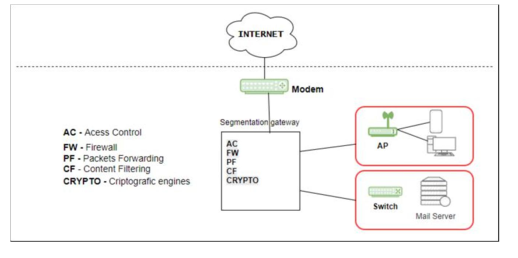 INTERNET
Modem
Segmentation gateway
AC - Acess Control
FW - Firewall
PF - Packets Forwarding
CF - Content Filtering
CRYPTO - Criptografic engines
AC
FW
PF
CF
CRYPTO
AP
Switch
Mail Server